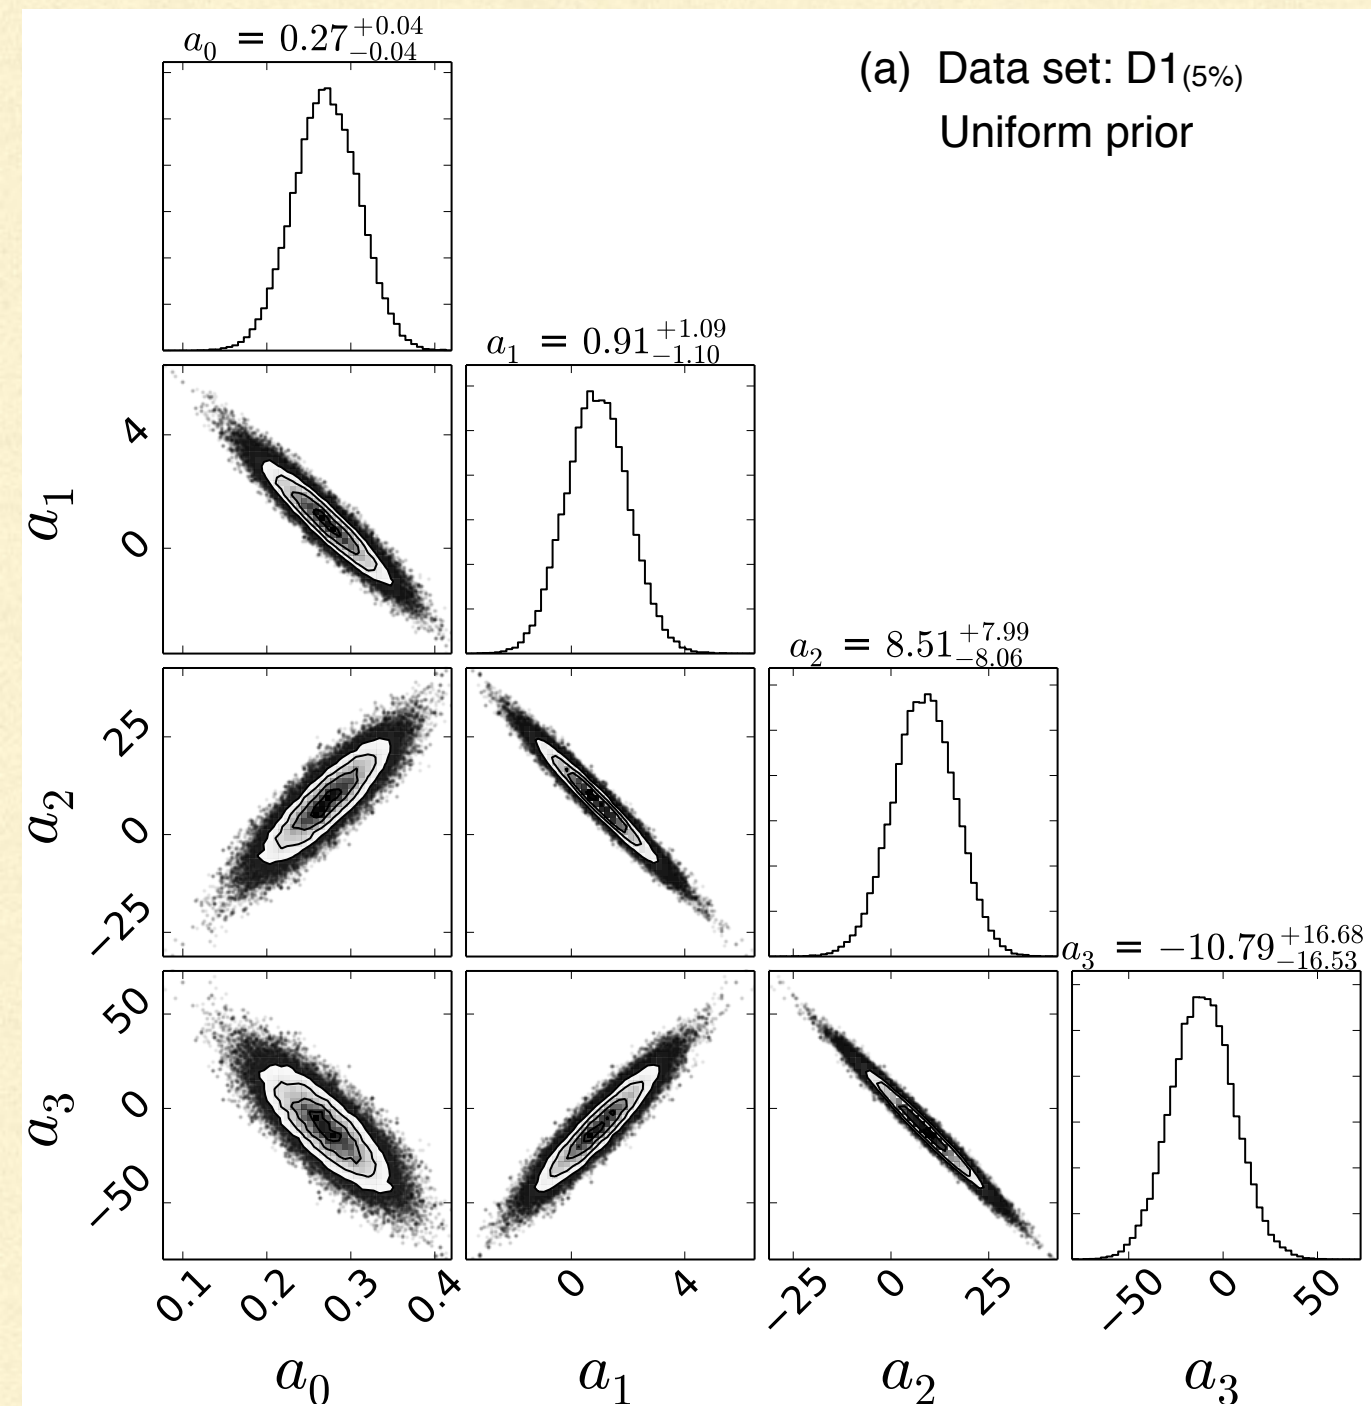 a₀ = 0.27^{+0.04}_{−0.04}
(a) Data set: D1(5%)
Uniform prior
a₁ = 0.91^{+1.09}_{−1.10}
4
0
a₁
a₂ = 8.51^{+7.99}_{−8.06}
25
0
−25
a₂
a₃ = −10.79^{+16.68}_{−16.53}
50
0
−50
a₃
0.1 0.2 0.3 0.4 0 4 −25 0 25 −50 0 50
a₀ a₁ a₂ a₃